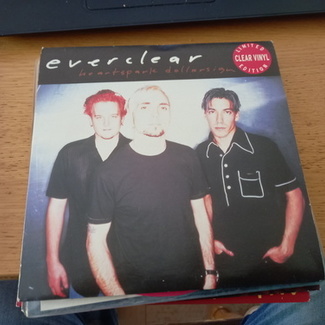 everclear
heartspark dollarsign
LIMITED
CLEAR VINYL
EDITION